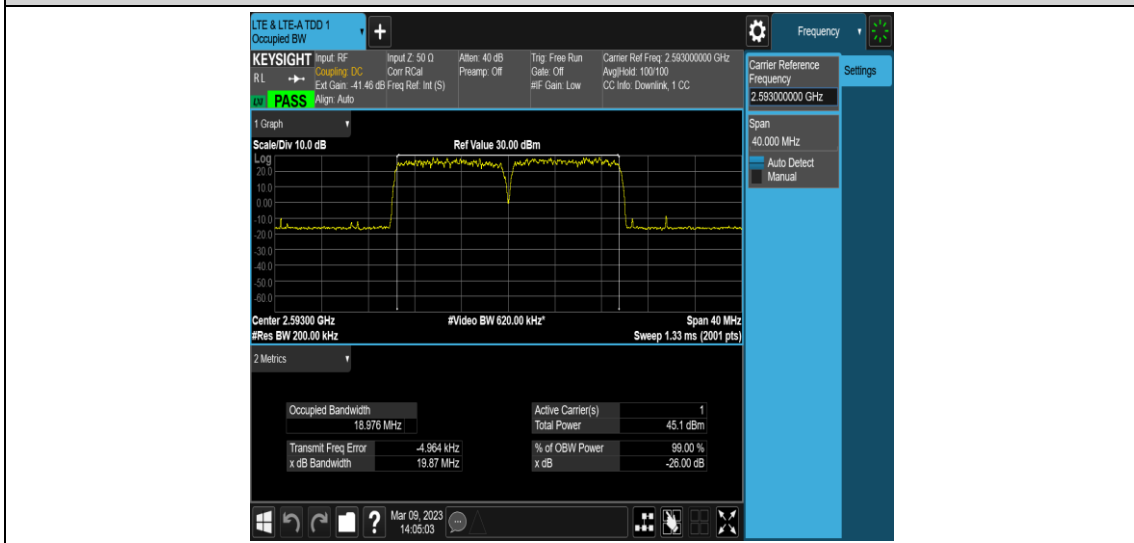 LTE & LTE-A TDD 1
Occupied BW
Frequency
KEYSIGHT
R L
LXI
PASS
Input: RF
Coupling: DC
Ext Gain: -41.46 dB
Align: Auto
Input Z: 50 Ω
Corr RCal
Freq Ref: Int (S)
Atten: 40 dB
Preamp: Off
Trig: Free Run
Gate: Off
#IF Gain: Low
Carrier Ref Freq: 2.593000000 GHz
Avg|Hold: 100/100
CC Info: Downlink, 1 CC
Carrier Reference
Frequency
2.593000000 GHz
Settings
Span
40.000 MHz
Auto Detect
Manual
1 Graph
Scale/Div 10.0 dB
Ref Value 30.00 dBm
Log
20.0
10.0
0.00
-10.0
-20.0
-30.0
-40.0
-50.0
-60.0
Center 2.59300 GHz
#Video BW 620.00 kHz*
Span 40 MHz
#Res BW 200.00 kHz
Sweep 1.33 ms (2001 pts)
2 Metrics
Occupied Bandwidth
18.976 MHz
Transmit Freq Error -4.964 kHz
x dB Bandwidth 19.87 MHz
Active Carrier(s) 1
Total Power 45.1 dBm
% of OBW Power 99.00 %
x dB -26.00 dB
?
Mar 09, 2023
14:05:03